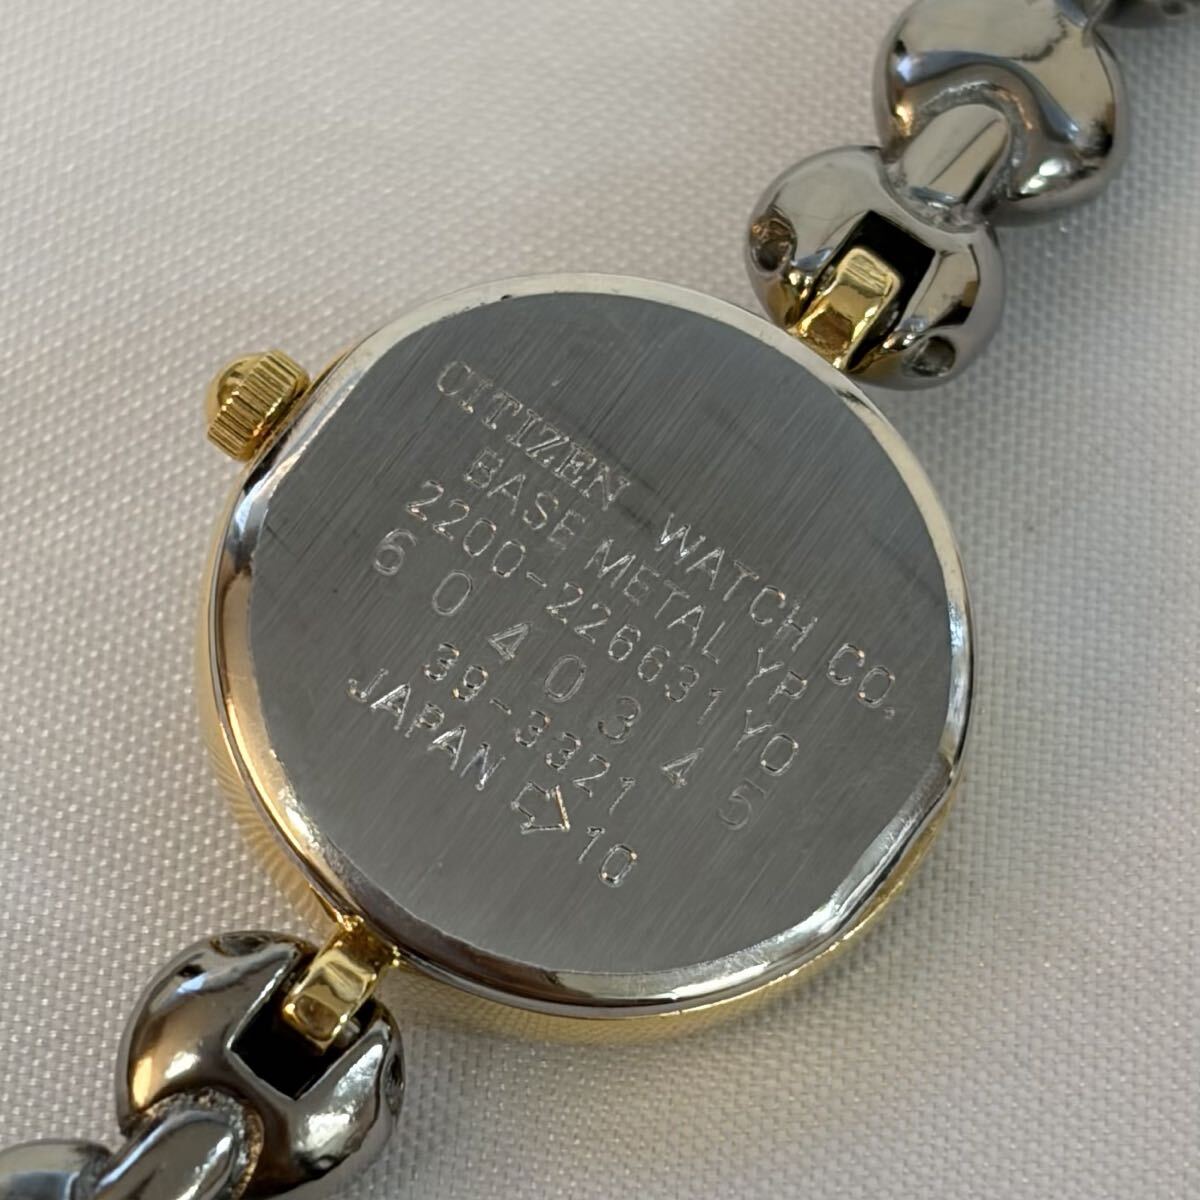 CITIZEN WATCH CO.
BASE METAL YP
2200-226631 YO
6 0 4 0 3 4 5
39-3321
JAPAN 10